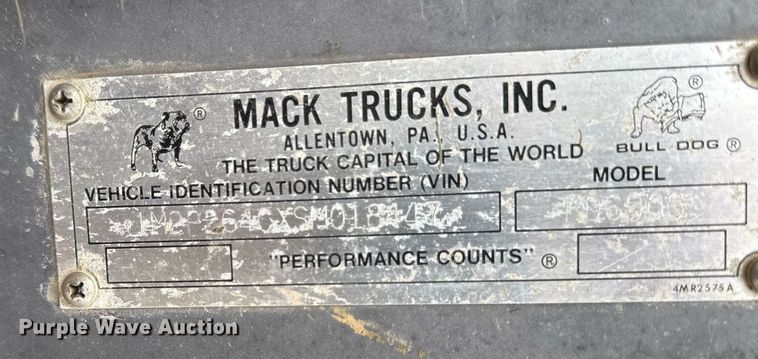 MACK TRUCKS, INC.
ALLENTOWN, PA., U.S.A.
THE TRUCK CAPITAL OF THE WORLD
BULL DOG ®
VEHICLE IDENTIFICATION NUMBER (VIN)
MODEL
"PERFORMANCE COUNTS" ®
4MR2575A
Purple Wave Auction